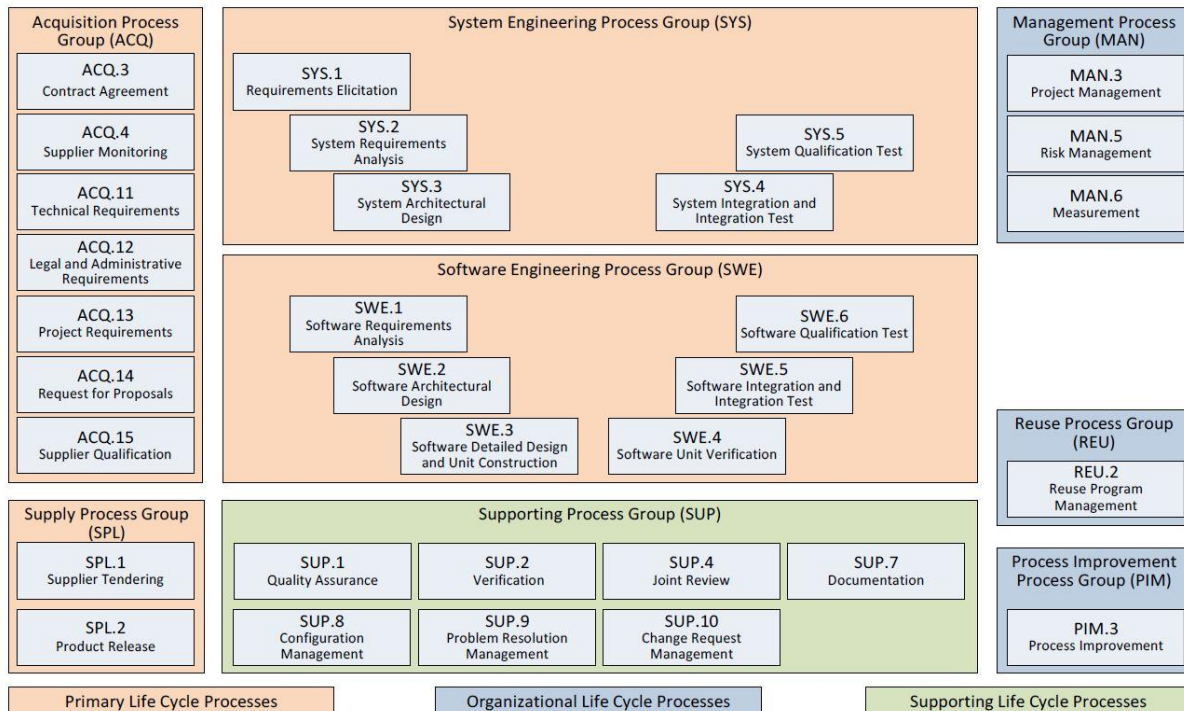 Acquisition Process
Group (ACQ)
ACQ.3
Contract Agreement
ACQ.4
Supplier Monitoring
ACQ.11
Technical Requirements
ACQ.12
Legal and Administrative
Requirements
ACQ.13
Project Requirements
ACQ.14
Request for Proposals
ACQ.15
Supplier Qualification
System Engineering Process Group (SYS)
SYS.1
Requirements Elicitation
SYS.2
System Requirements
Analysis
SYS.3
System Architectural
Design
SYS.5
System Qualification Test
SYS.4
System Integration and
Integration Test
Management Process
Group (MAN)
MAN.3
Project Management
MAN.5
Risk Management
MAN.6
Measurement
Software Engineering Process Group (SWE)
SWE.1
Software Requirements
Analysis
SWE.2
Software Architectural
Design
SWE.3
Software Detailed Design
and Unit Construction
SWE.6
Software Qualification Test
SWE.5
Software Integration and
Integration Test
SWE.4
Software Unit Verification
Reuse Process Group
(REU)
REU.2
Reuse Program
Management
Supply Process Group
(SPL)
SPL.1
Supplier Tendering
SPL.2
Product Release
Supporting Process Group (SUP)
SUP.1
Quality Assurance
SUP.2
Verification
SUP.4
Joint Review
SUP.7
Documentation
SUP.8
Configuration
Management
SUP.9
Problem Resolution
Management
SUP.10
Change Request
Management
Process Improvement
Process Group (PIM)
PIM.3
Process Improvement
Primary Life Cycle Processes
Organizational Life Cycle Processes
Supporting Life Cycle Processes